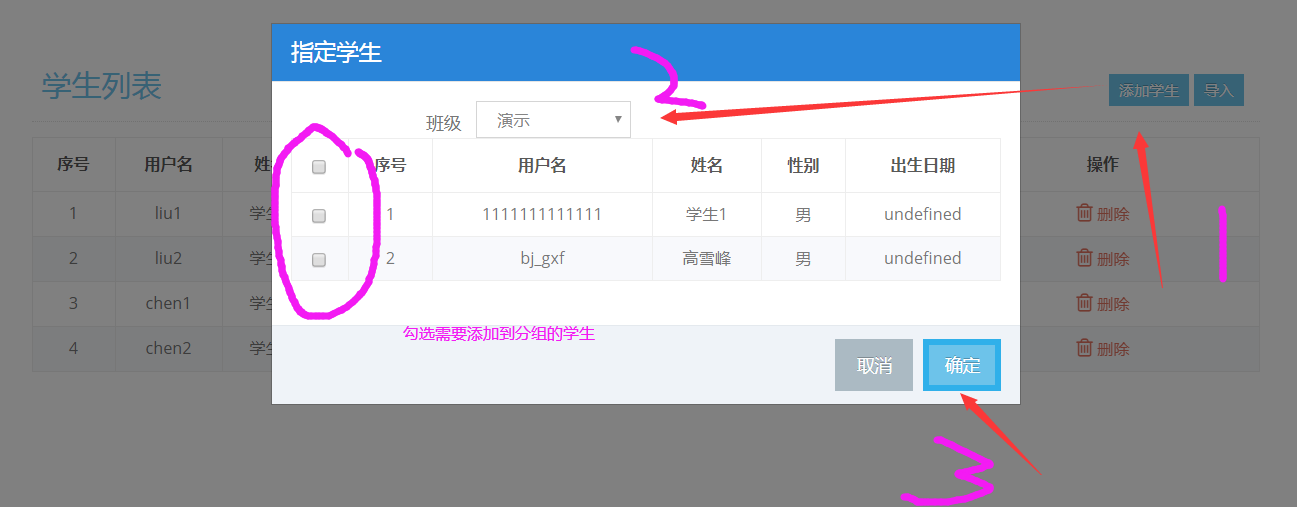 指定学生
2
学生列表
添加学生 导入
班级 演示
序号 用户名 姓 序号 用户名 姓名 性别 出生日期 操作
1 liu1 学 1 1111111111111 学生1 男 undefined 删除
1
2 liu2 学 2 bj_gxf 高雪峰 男 undefined 删除
3 chen1 学 删除
勾选需要添加到分组的学生
4 chen2 学 删除
取消 确定
3